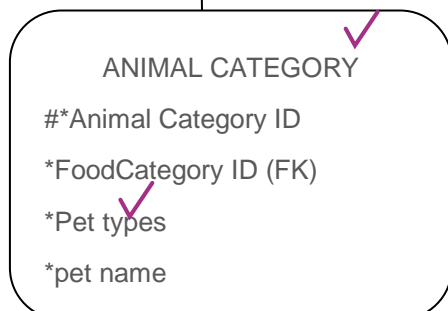 ANIMAL CATEGORY
#*Animal Category ID
*FoodCategory ID (FK)
*Pet types
*pet name